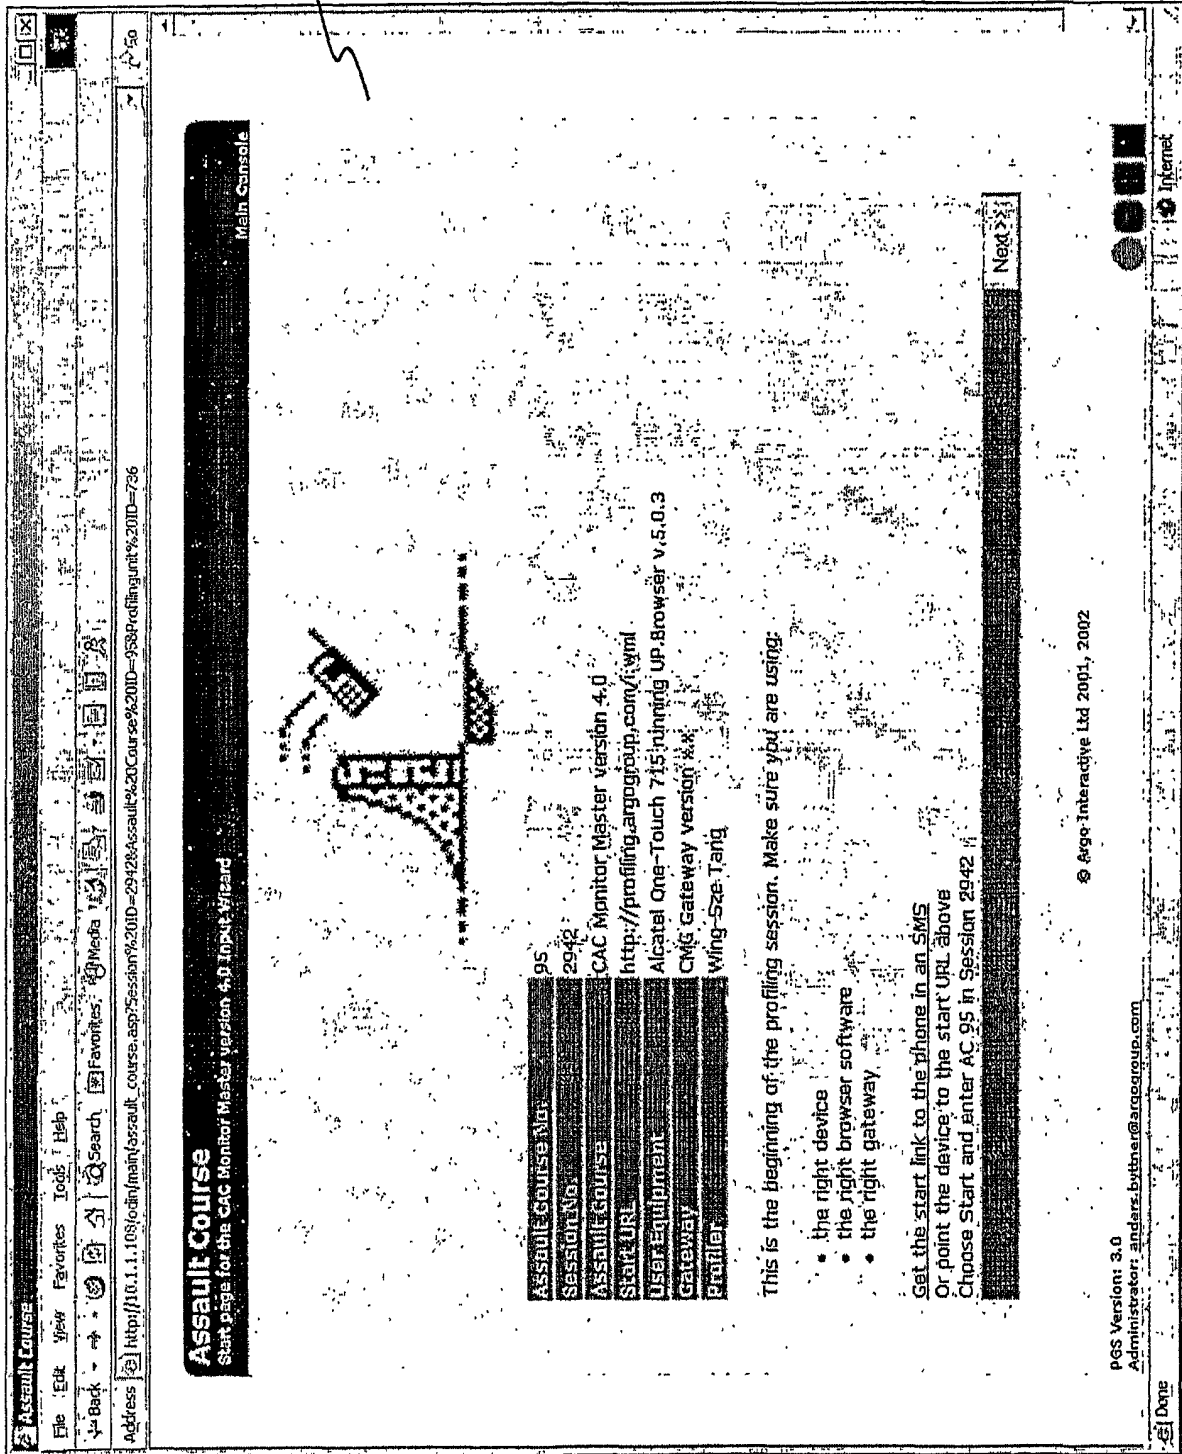 Assault Course
File Edit View Favorites Tools Help
Back Search Favorites Media
Address http://10.1.1.109/odin/main/assault_course.asp?Session%20ID=2942&Assault%20Course%20ID=95&Profilingunit%20ID=736 Go
Assault Course
Start page for the CAC Monitor Master version 4.0 Input Wizard
Main Console
Assault Course No. 95
Session No. 2942
Assault Course CAC Monitor Master version 4.0
Start URL http://profiling.argogroup.com/iwml
User Equipment Alcatel One-Touch 715 running UP.Browser v.5.0.3
Gateway CMG Gateway version x.x
Profiler Wing-Sze Tang
This is the beginning of the profiling session. Make sure you are using:
• the right device
• the right browser software
• the right gateway
Get the start link to the phone in an SMS
Or point the device to the start URL above
Choose Start and enter AC 95 in Session 2942
Next>>
© Argo Interactive Ltd 2001, 2002
PGS Version: 3.0
Administrator: anders.byttner@argogroup.com
Done Internet